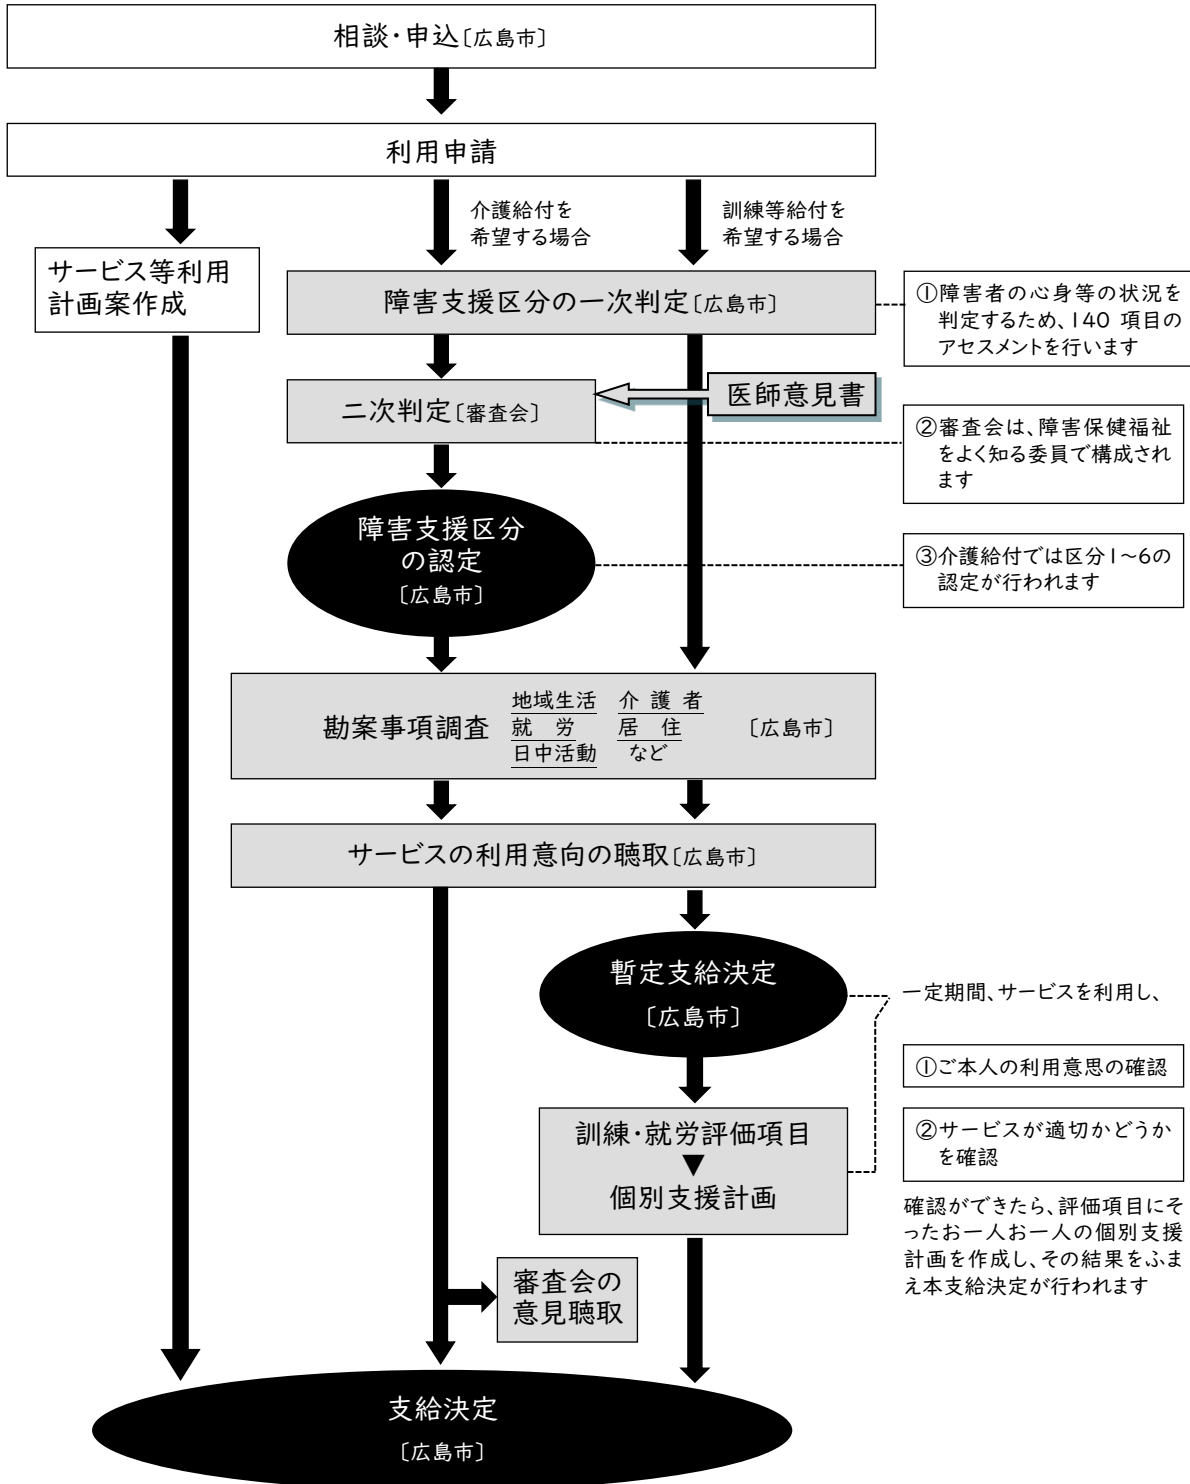 相談・申込〔広島市〕
利用申請
介護給付を
希望する場合
訓練等給付を
希望する場合
サービス等利用
計画案作成
障害支援区分の一次判定〔広島市〕
①障害者の心身等の状況を
判定するため、140 項目の
アセスメントを行います
二次判定〔審査会〕
医師意見書
②審査会は、障害保健福祉
をよく知る委員で構成され
ます
障害支援区分
の認定
〔広島市〕
③介護給付では区分1~6の
認定が行われます
勘案事項調査
地域生活
就 労
日中活動
介 護 者
居 住
など
〔広島市〕
サービスの利用意向の聴取〔広島市〕
暫定支給決定
〔広島市〕
一定期間、サービスを利用し、
①ご本人の利用意思の確認
②サービスが適切かどうか
を確認
訓練・就労評価項目
▼
個別支援計画
確認ができたら、評価項目にそ
ったお一人お一人の個別支援
計画を作成し、その結果をふま
え本支給決定が行われます
審査会の
意見聴取
支給決定
〔広島市〕